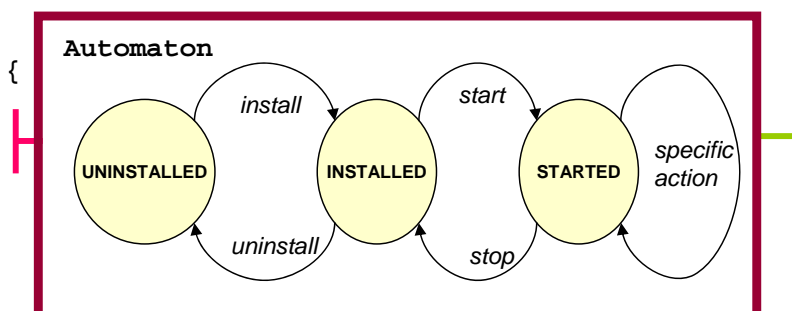 Automaton
{
install
start
UNINSTALLED
INSTALLED
STARTED
specific
action
uninstall
stop